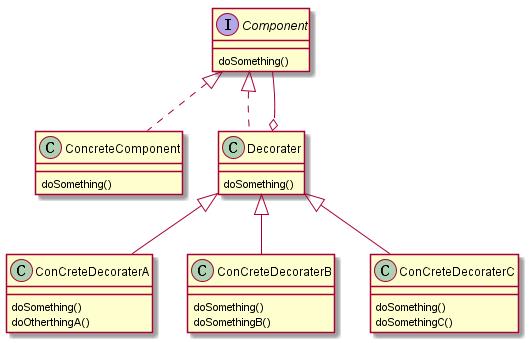 I Component
doSomething()
C ConcreteComponent
doSomething()
C Decorater
doSomething()
C ConCreteDecoraterA
doSomething()
doOtherthingA()
C ConCreteDecoraterB
doSomething()
doSomethingB()
C ConCreteDecoraterC
doSomething()
doSomethingC()